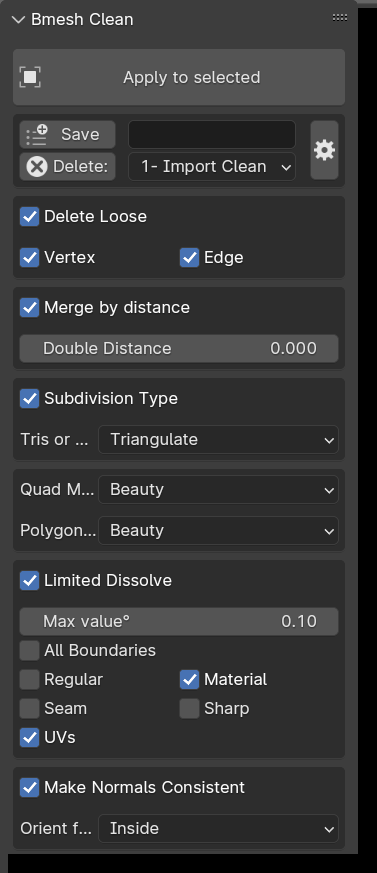 Bmesh Clean
Apply to selected
Save
Delete: 1- Import Clean
Delete Loose
Vertex Edge
Merge by distance
Double Distance 0.000
Subdivision Type
Tris or ... Triangulate
Quad M... Beauty
Polygon... Beauty
Limited Dissolve
Max value° 0.10
All Boundaries
Regular Material
Seam Sharp
UVs
Make Normals Consistent
Orient f... Inside